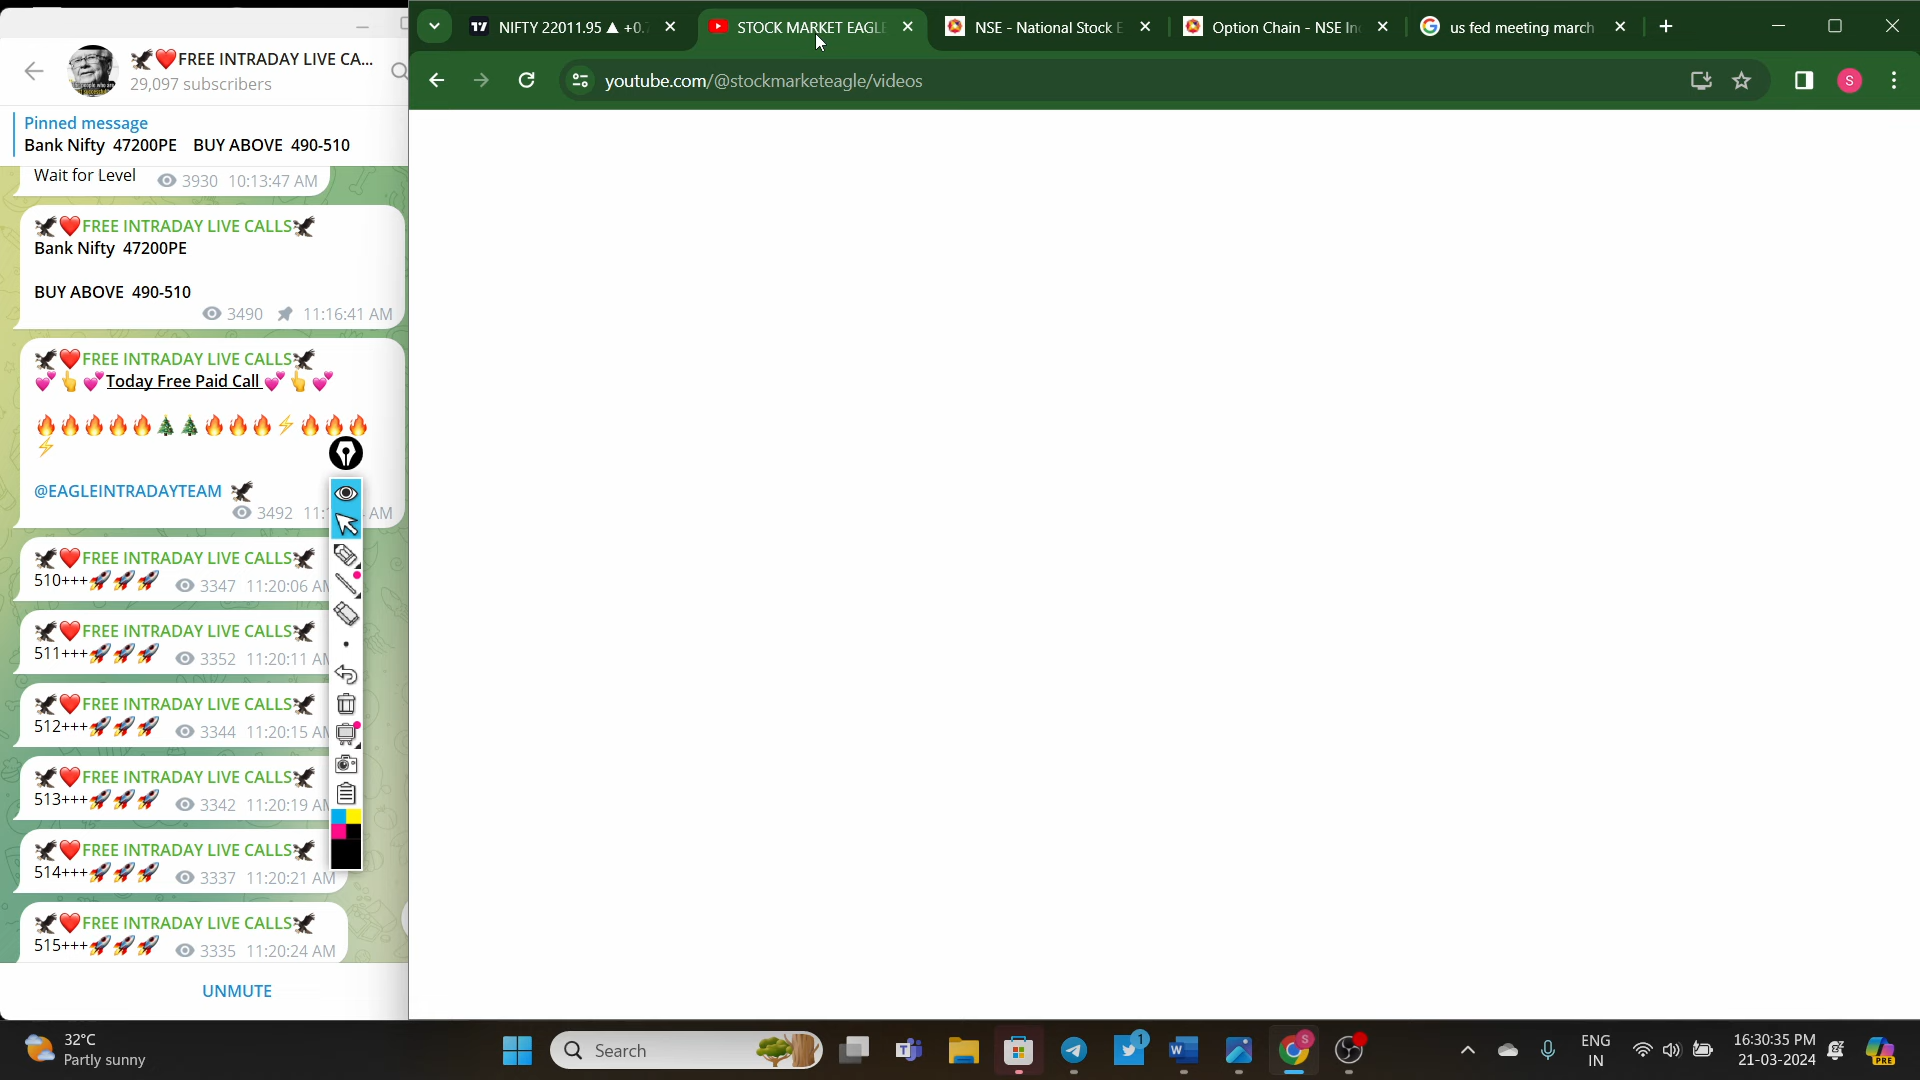 FREE INTRADAY LIVE CA...
29,097 subscribers
Pinned message
Bank Nifty 47200PE BUY ABOVE 490-510
Wait for Level 3930 10:13:47 AM
FREE INTRADAY LIVE CALLS
Bank Nifty 47200PE
BUY ABOVE 490-510
3490 11:16:41 AM
FREE INTRADAY LIVE CALLS
Today Free Paid Call
@EAGLEINTRADAYTEAM
3492 11: AM
FREE INTRADAY LIVE CALLS
510+++ 3347 11:20:06 AM
FREE INTRADAY LIVE CALLS
511+++ 3352 11:20:11 AM
FREE INTRADAY LIVE CALLS
512+++ 3344 11:20:15 AM
FREE INTRADAY LIVE CALLS
513+++ 3342 11:20:19 AM
FREE INTRADAY LIVE CALLS
514+++ 3337 11:20:21 AM
FREE INTRADAY LIVE CALLS
515+++ 3335 11:20:24 AM
UNMUTE
NIFTY 22011.95 ▲ +0. STOCK MARKET EAGLE NSE - National Stock E Option Chain - NSE In us fed meeting march
youtube.com/@stockmarketeagle/videos
S
32°C
Partly sunny
Search
1
S
ENG
IN
16:30:35 PM
21-03-2024
PRE